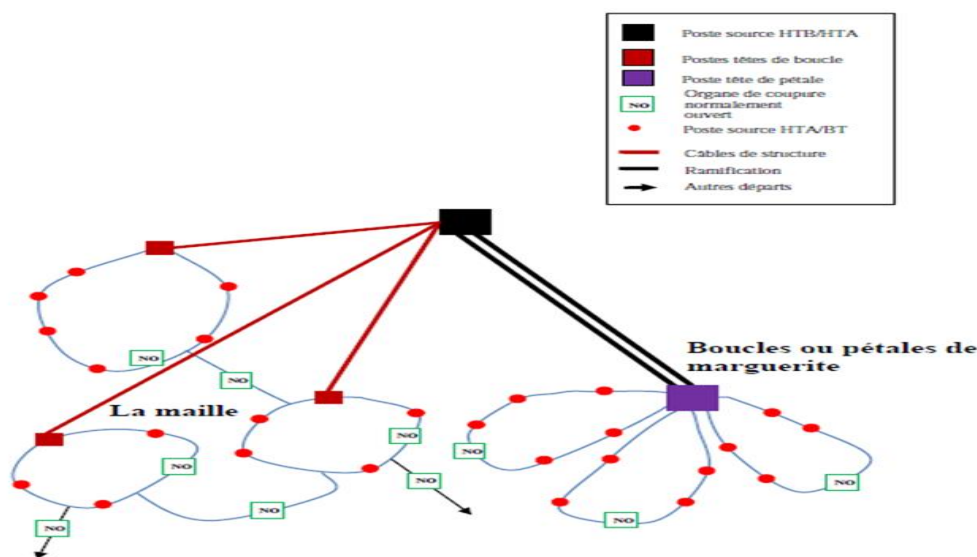 Poste source HTB/HTA
Postes têtes de boucle
Poste tête de pétale
NO
Organe de coupure
normalement
ouvert
Poste source HTA/BT
Câbles de structure
Ramification
Autres départs
Boucles ou pétales de
marguerite
NO
NO
La maille
NO
NO
NO
NO
NO
NO
NO
NO
NO